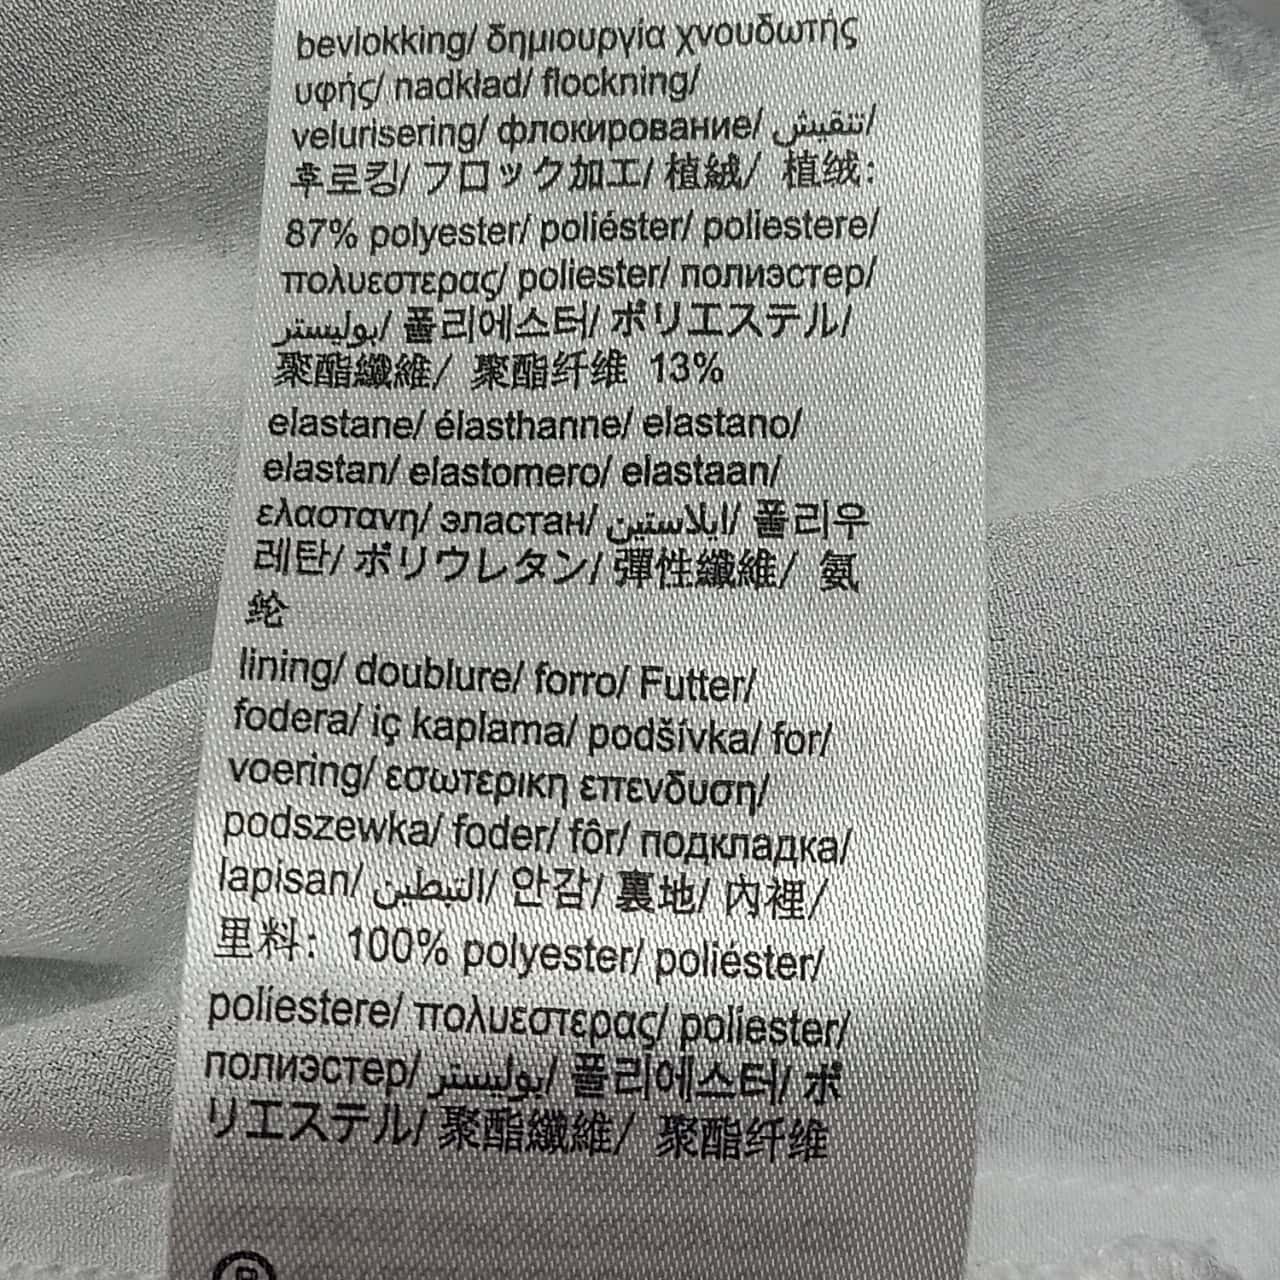 bevlokking/ δημιουργία χνουδωτής
υφής/ nadkład/ flockning/
velurisering/ флокирование/ تنقيش/
후로킹/ フロック加工/ 植絨/ 植绒:
87% polyester/ poliéster/ poliestere/
πολυεστερας/ poliester/ полиэстер/
بوليستر/ 폴리에스터/ ポリエステル/
聚酯纖維/ 聚酯纤维 13%
elastane/ élasthanne/ elastano/
elastan/ elastomero/ elastaan/
ελαστανη/ эластан/ ايلاستين/ 폴리우
레탄/ ポリウレタン/ 彈性纖維/ 氨
纶
lining/ doublure/ forro/ Futter/
fodera/ iç kaplama/ podšívka/ for/
voering/ εσωτερικη επενδυση/
podszewka/ foder/ fôr/ подкладка/
lapisan/ التبطين/ 안감/ 裏地/ 內裡/
里料: 100% polyester/ poliéster/
poliestere/ πολυεστερας/ poliester/
полиэстер/ بوليستر/ 폴리에스터/ ポ
リエステル/ 聚酯纖維/ 聚酯纤维